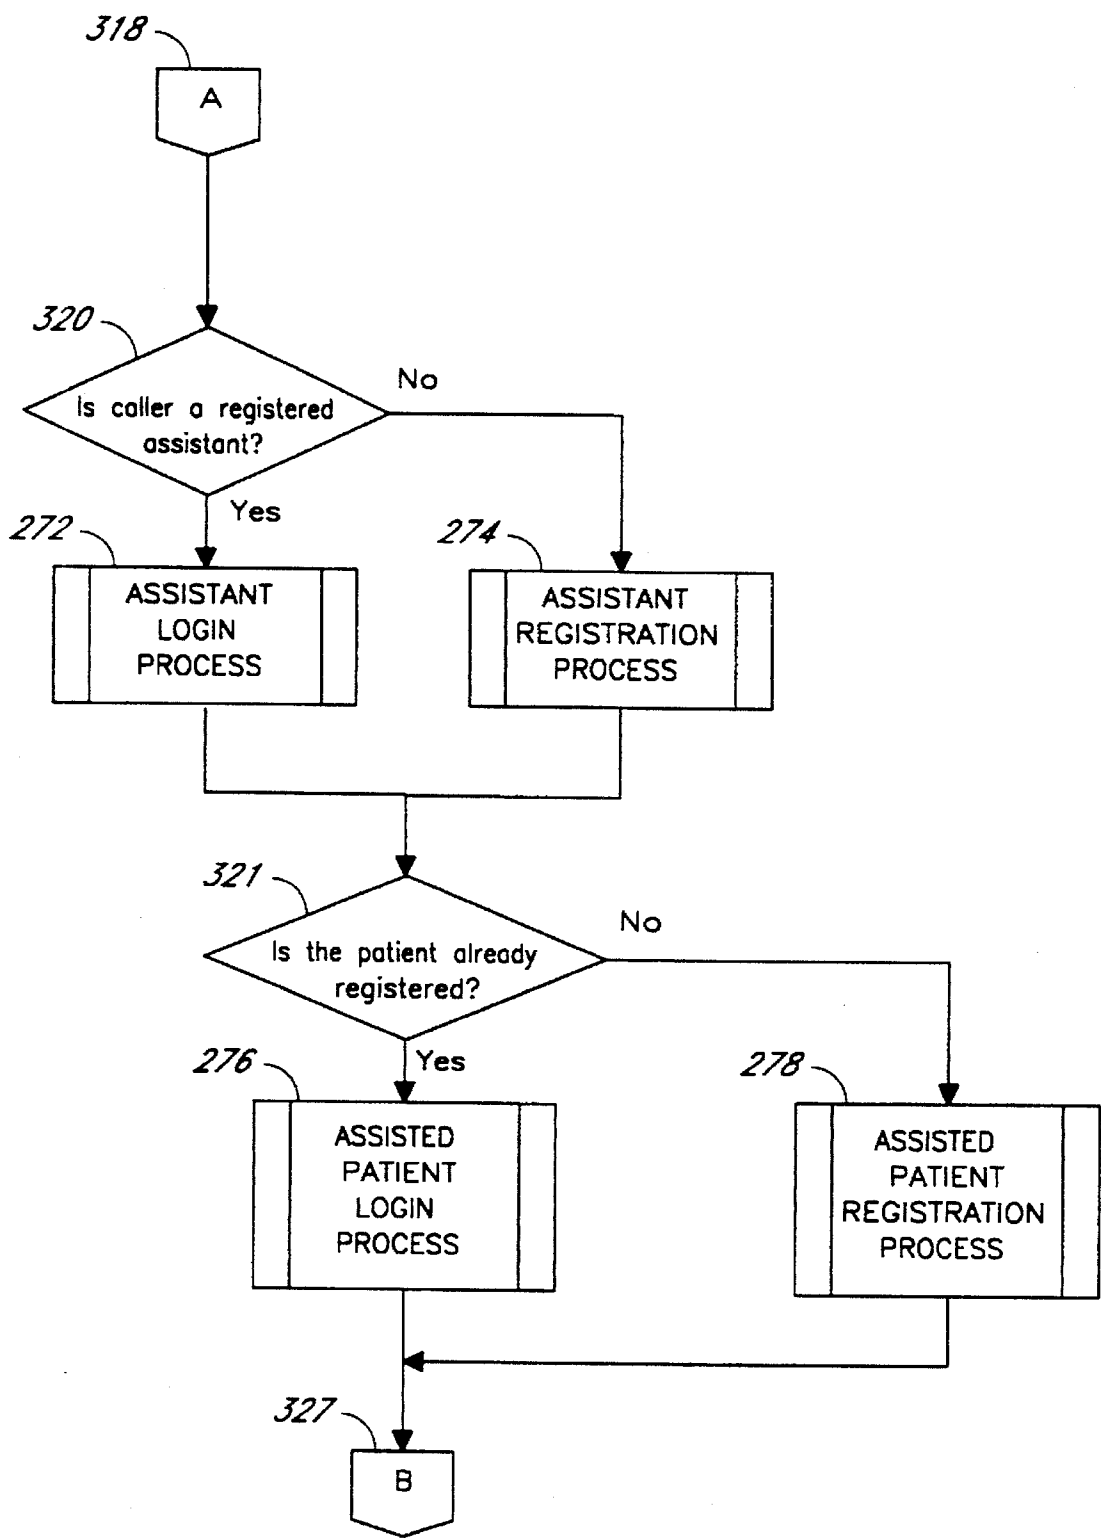 318
A
320
No
Is caller a registered
assistant?
Yes
272
274
ASSISTANT
LOGIN
PROCESS
ASSISTANT
REGISTRATION
PROCESS
321
No
Is the patient already
registered?
Yes
276
278
ASSISTED
PATIENT
LOGIN
PROCESS
ASSISTED
PATIENT
REGISTRATION
PROCESS
327
B